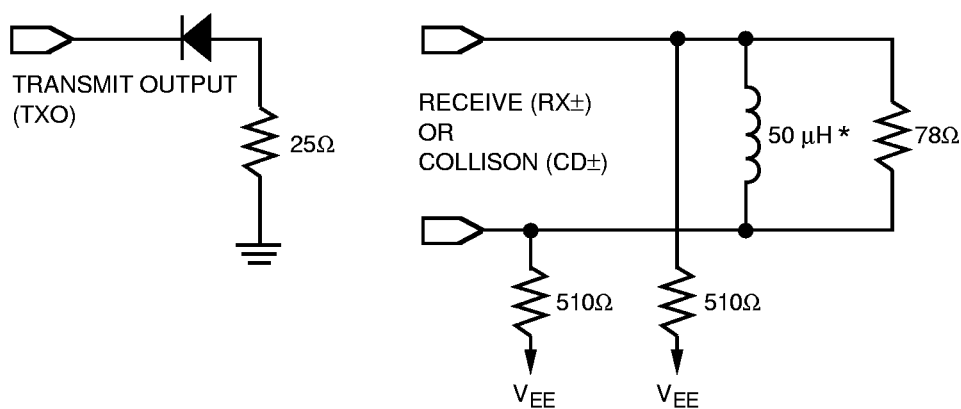 TRANSMIT OUTPUT
(TXO)
25Ω
RECEIVE (RX±)
OR
COLLISON (CD±)
50 μH *
78Ω
510Ω
510Ω
VEE
VEE